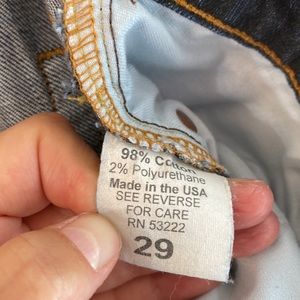 98% Cotton
2% Polyurethane
Made in the USA
SEE REVERSE
FOR CARE
RN 53222
29